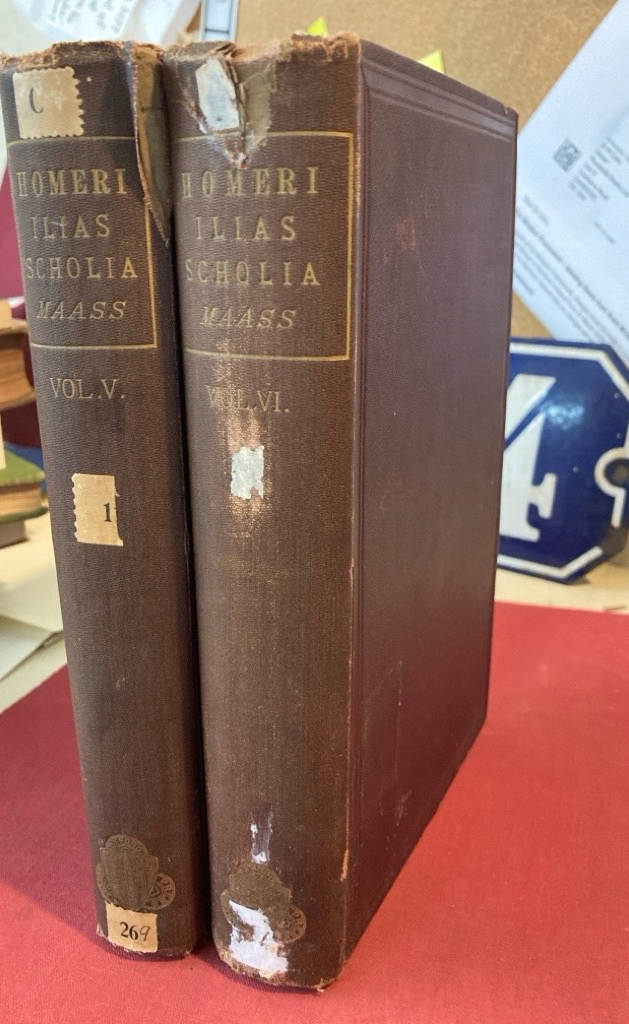 C
HOMERI
ILIAS
SCHOLIA
MAASS
VOL.V.
1
269
HOMERI
ILIAS
SCHOLIA
MAASS
VOL.VI.
4